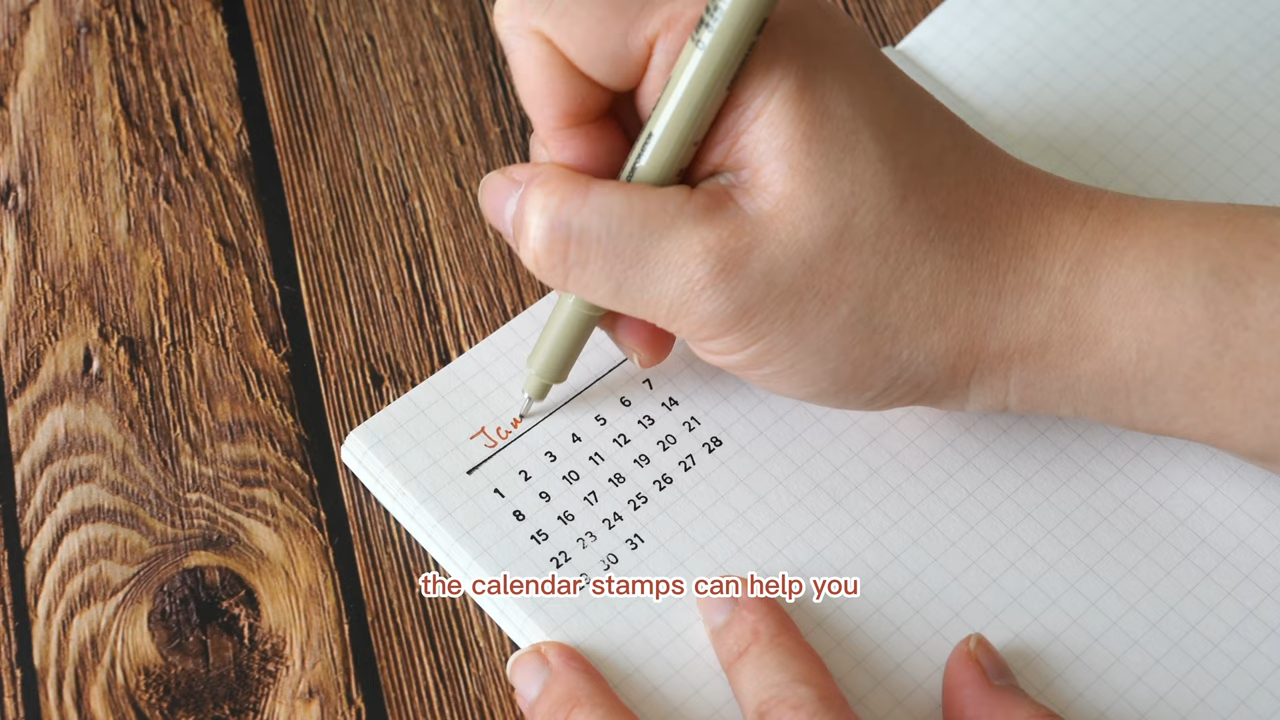 Jan
1 2 3 4 5 6 7
8 9 10 11 12 13 14
15 16 17 18 19 20 21
22 23 24 25 26 27 28
29 30 31
the calendar stamps can help you